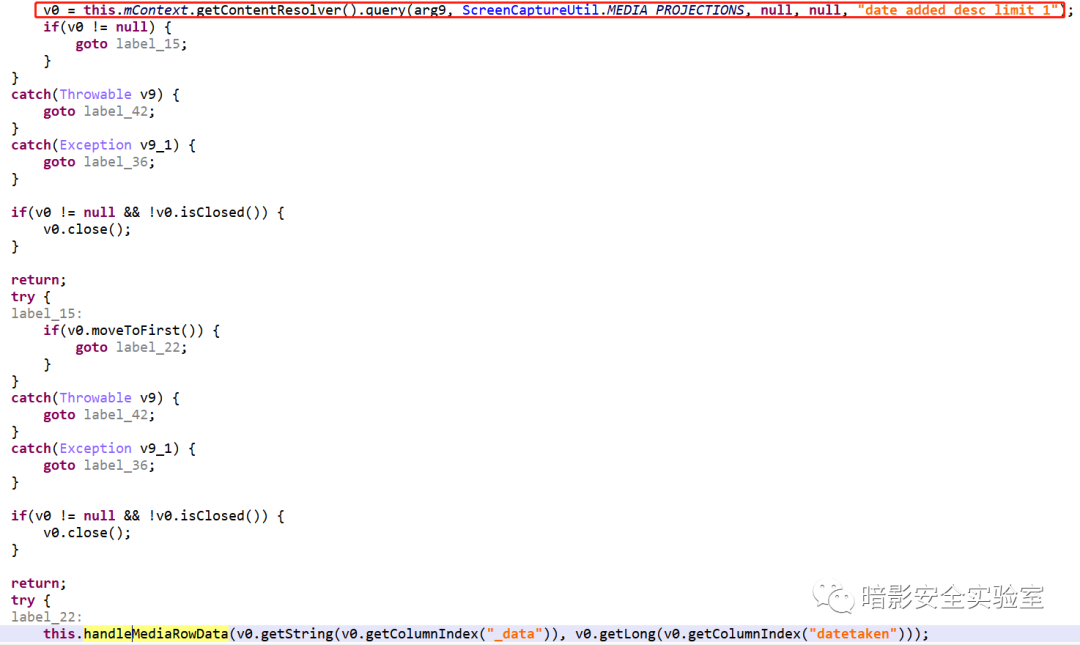 v0 = this.mContext.getContentResolver().query(arg9, ScreenCaptureUtil.MEDIA_PROJECTIONS, null, null, "date_added desc limit 1");
if(v0 != null) {
goto label_15;
}
}
catch(Throwable v9) {
goto label_42;
}
catch(Exception v9_1) {
goto label_36;
}
if(v0 != null && !v0.isClosed()) {
v0.close();
}
return;
try {
label_15:
if(v0.moveToFirst()) {
goto label_22;
}
}
catch(Throwable v9) {
goto label_42;
}
catch(Exception v9_1) {
goto label_36;
}
if(v0 != null && !v0.isClosed()) {
v0.close();
}
return;
try {
label_22:
this.handleMediaRowData(v0.getString(v0.getColumnIndex("_data")), v0.getLong(v0.getColumnIndex("datetaken")));
暗影安全实验室